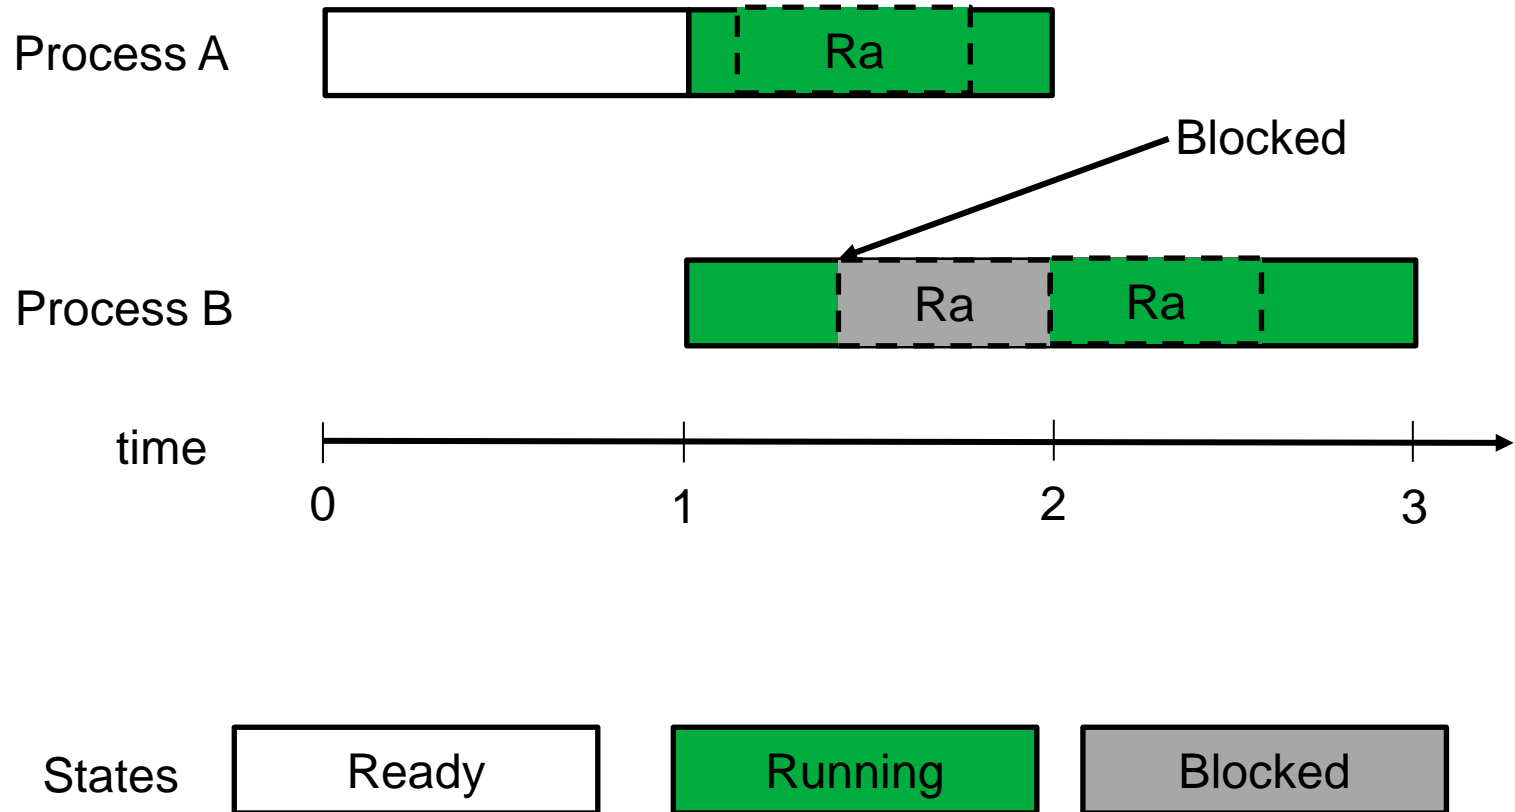 Process A
Ra
Blocked
Process B
Ra
Ra
time
0
1
2
3
States
Ready
Running
Blocked